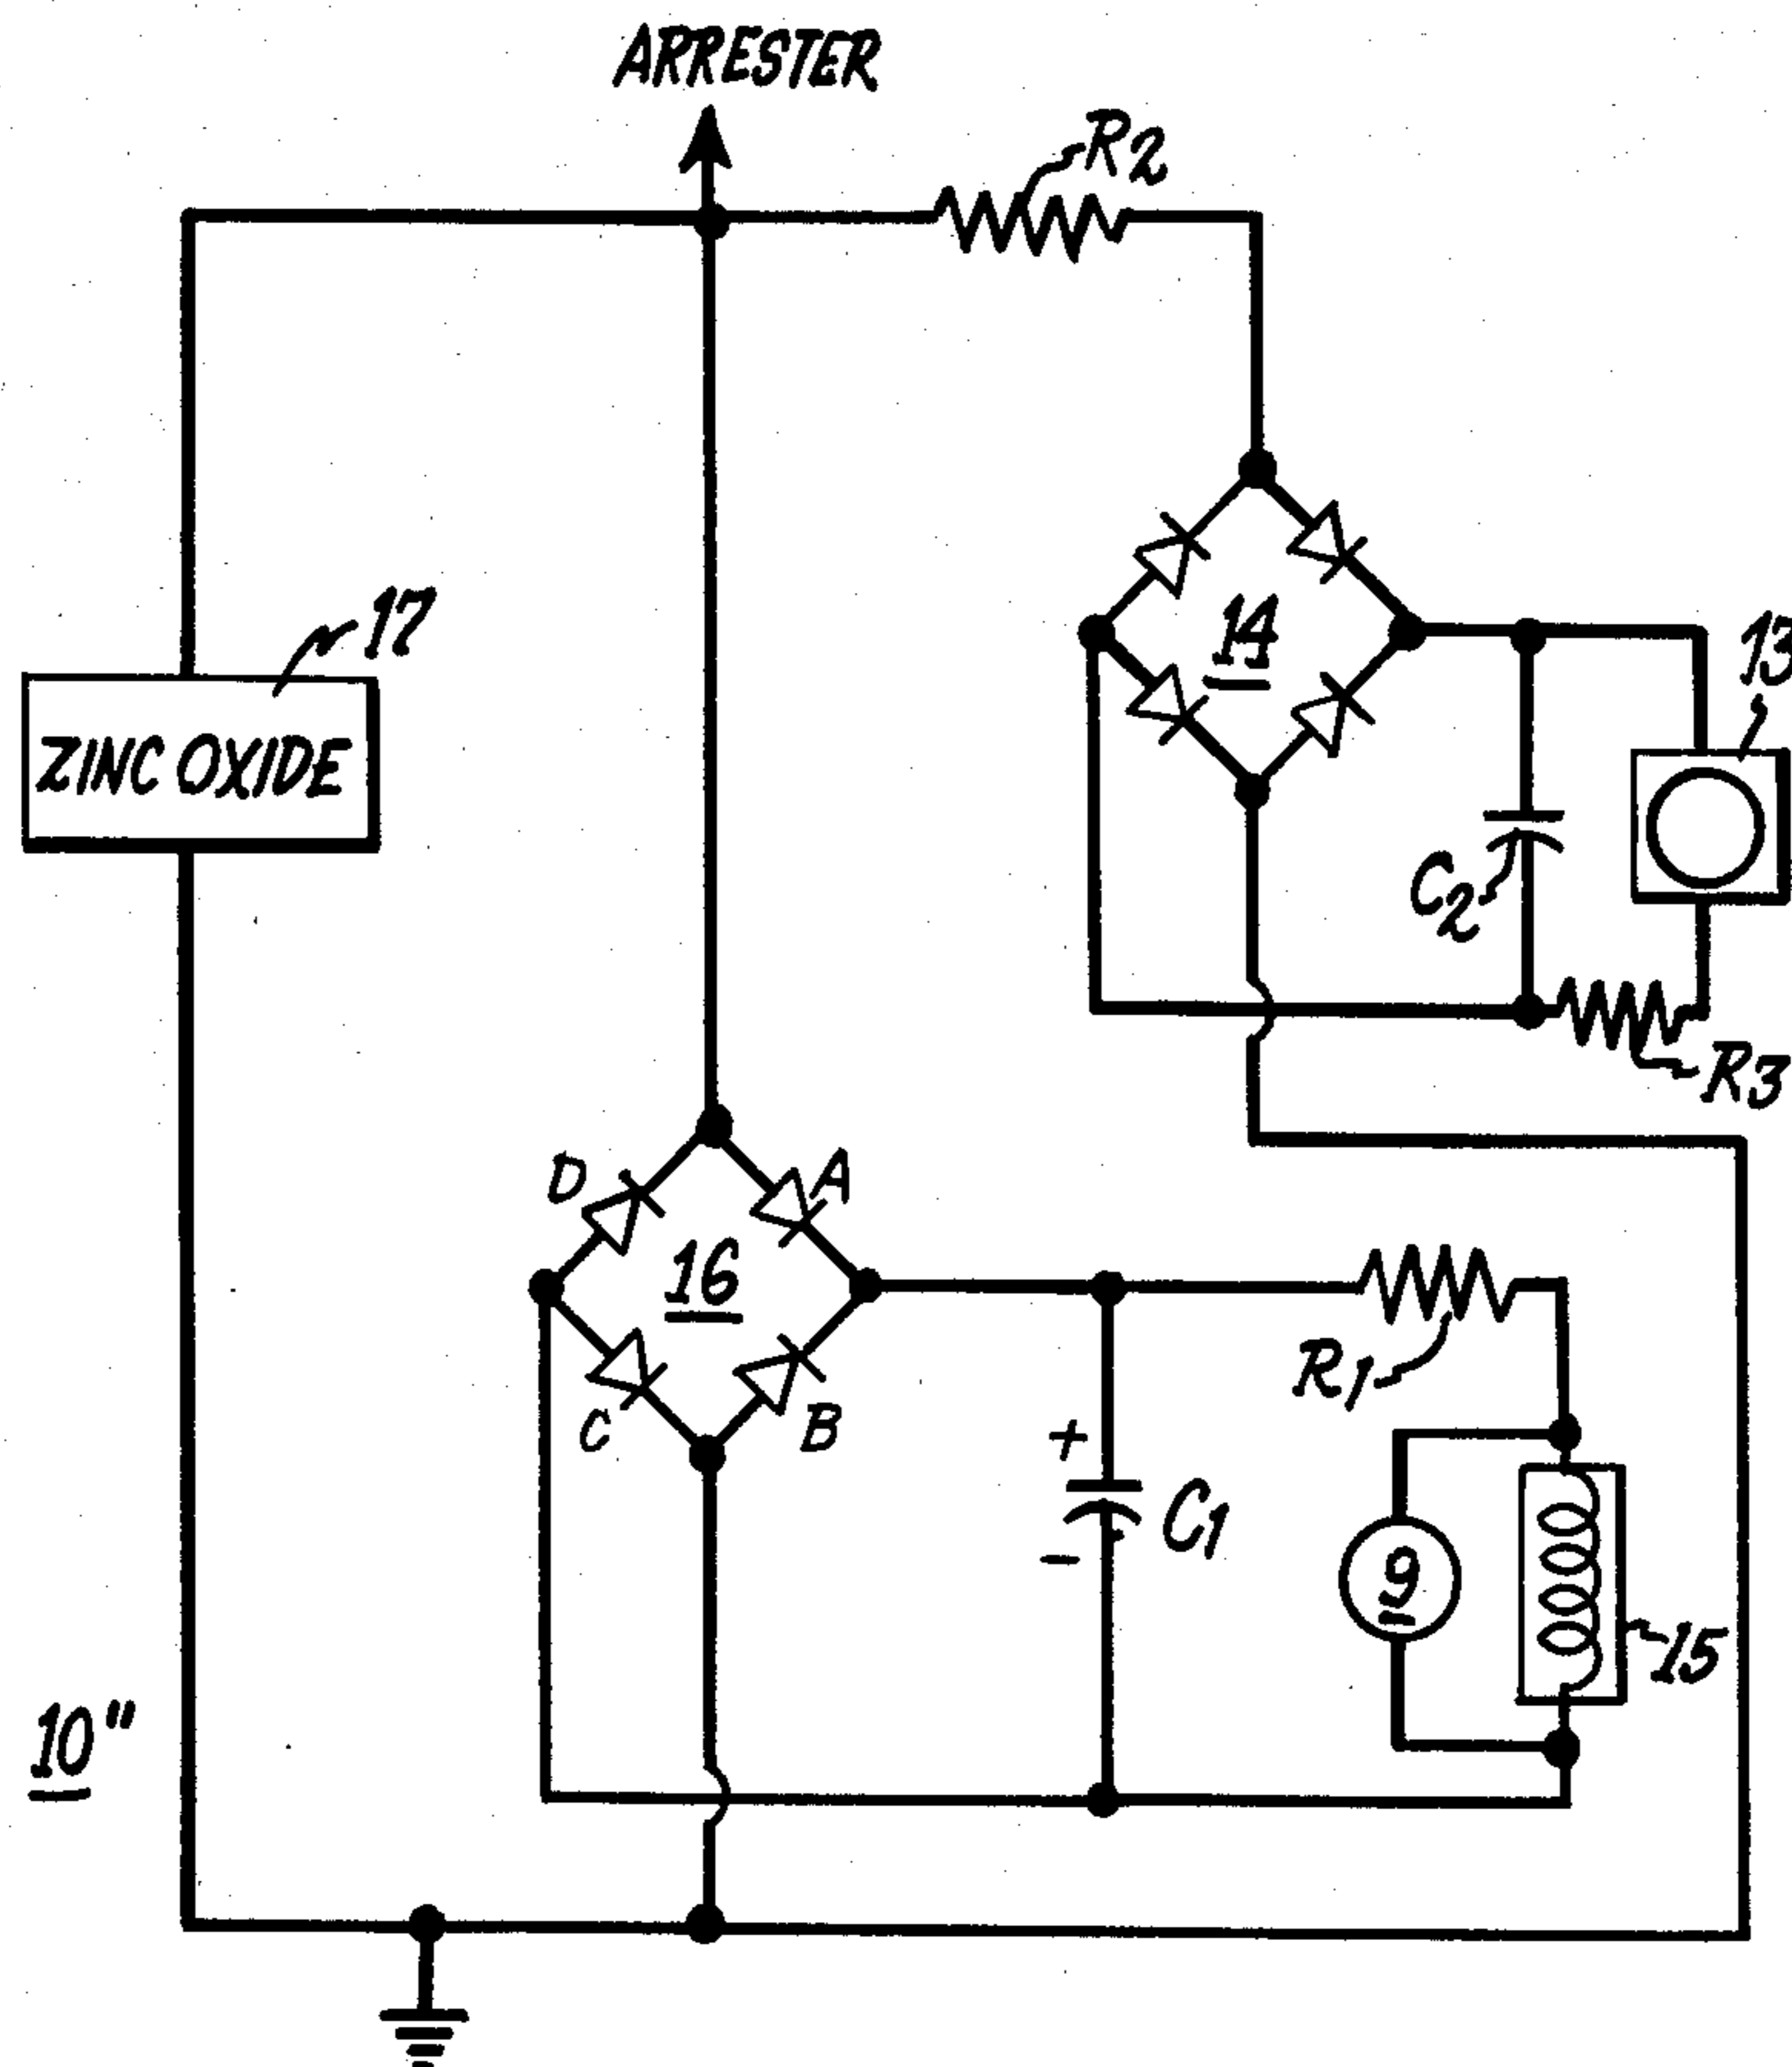 ARRESTER
R2
17
14
13
ZINC OXIDE
C2
R3
D
A
16
R1
C
B
+
C1
-
9
15
10"